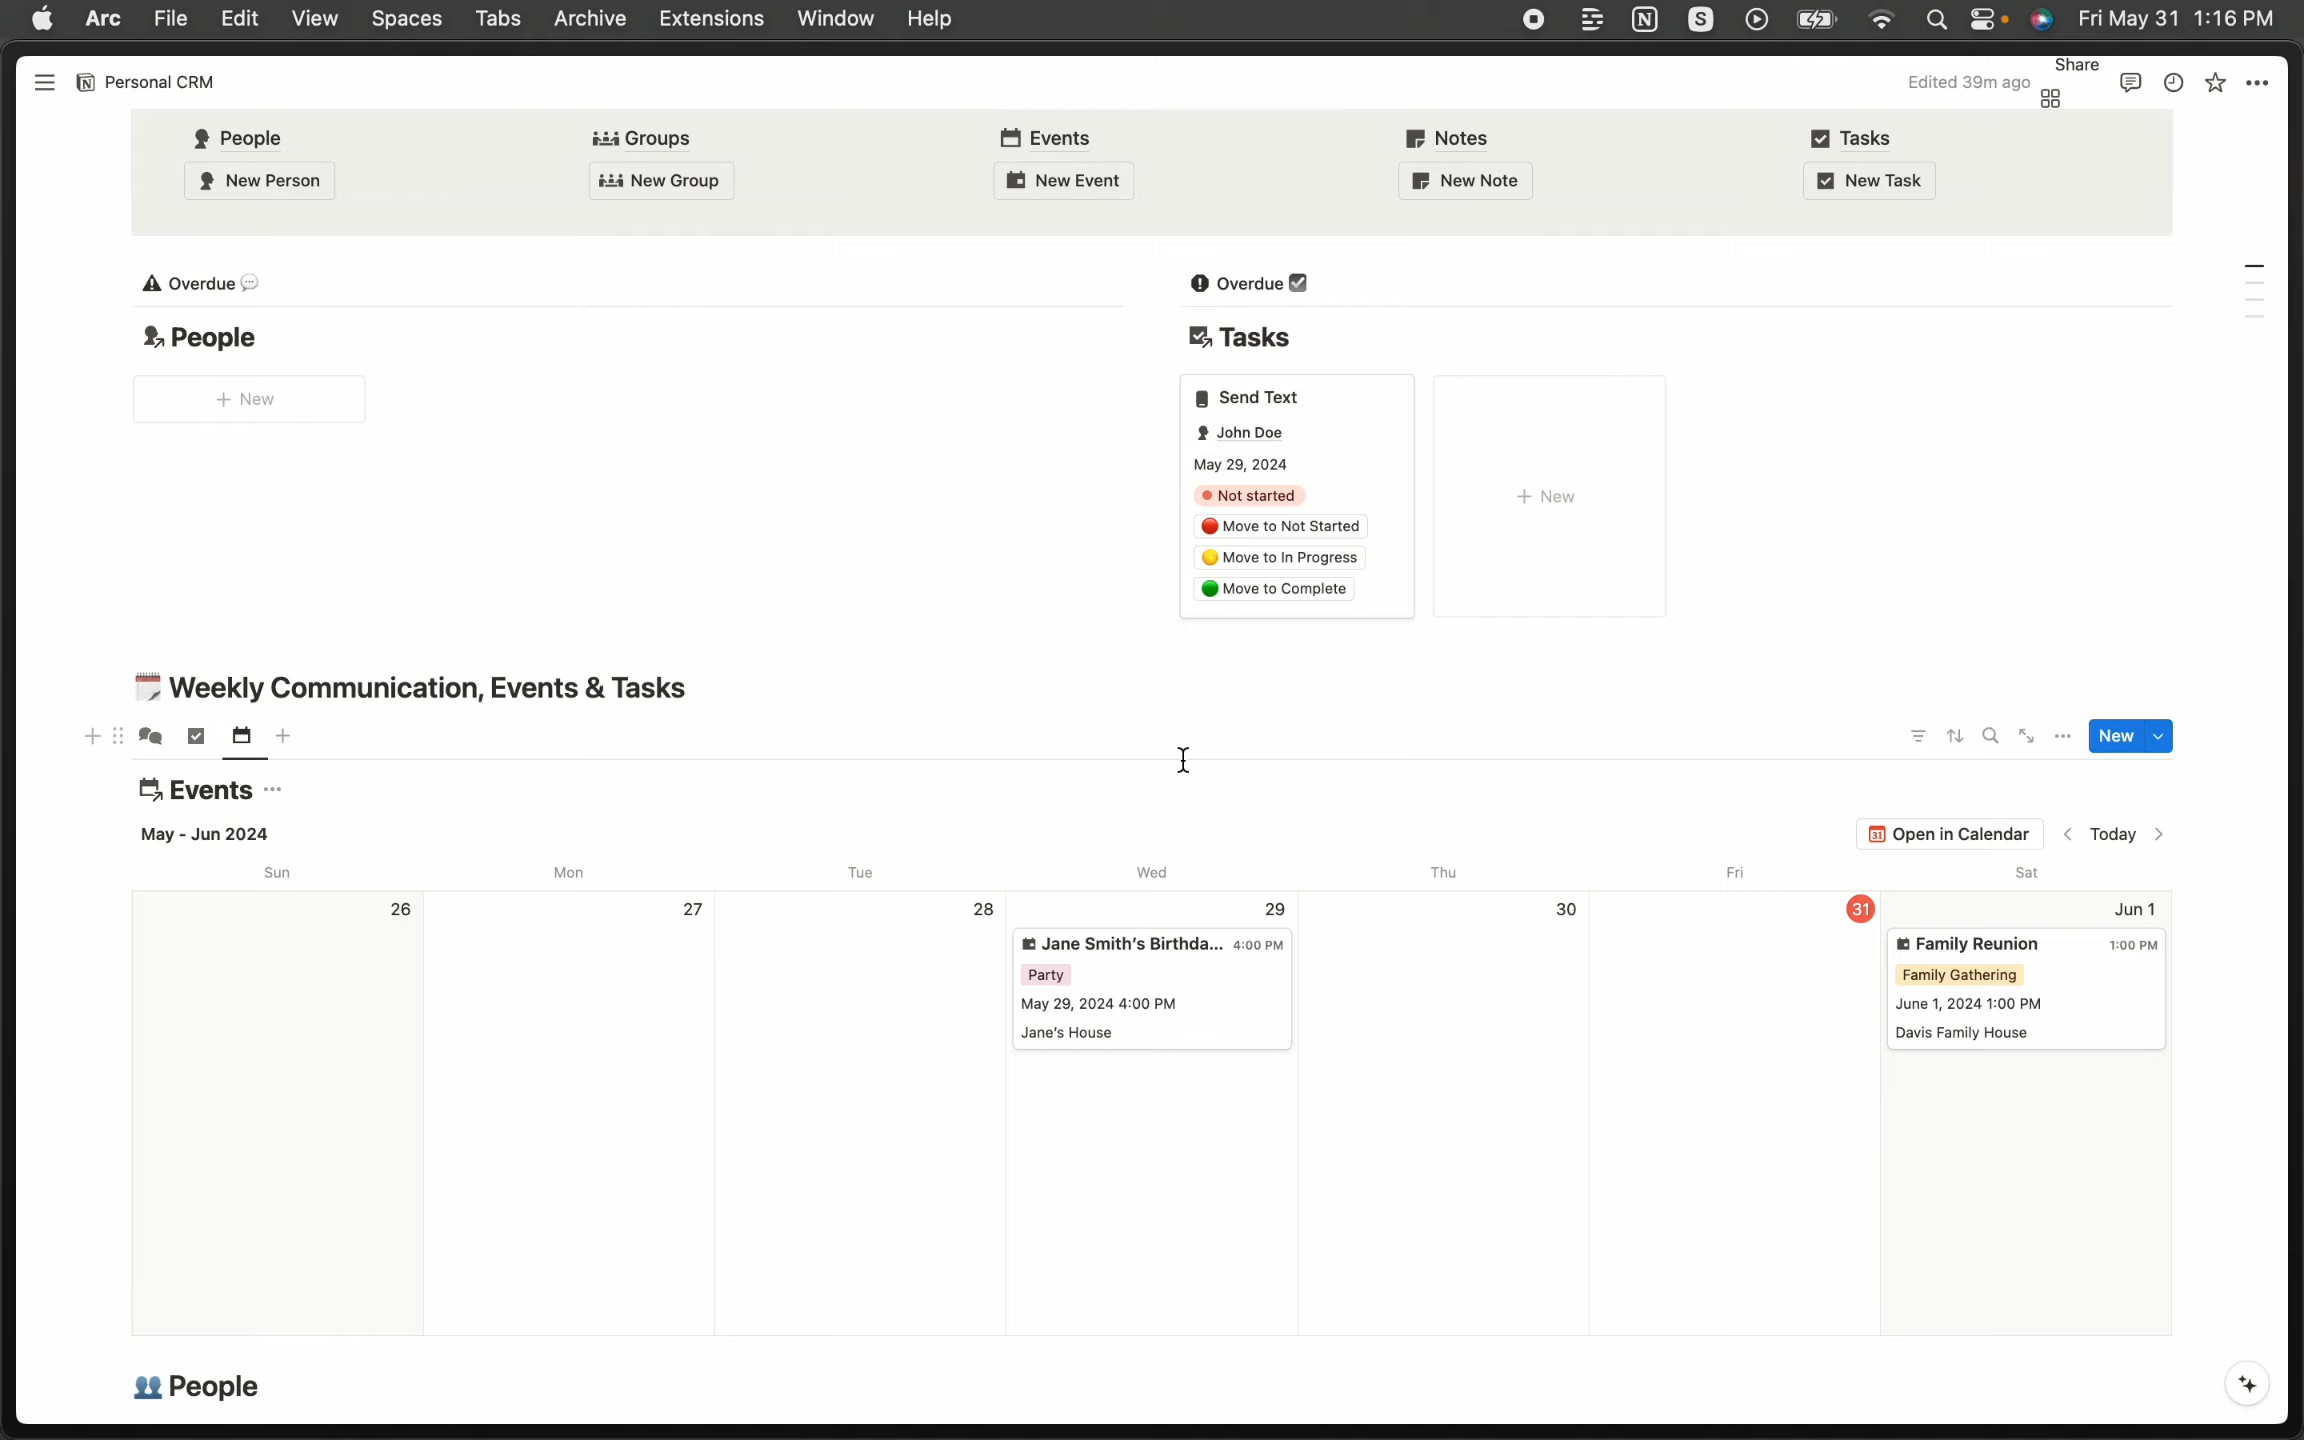 Arc File Edit View Spaces Tabs Archive Extensions Window Help Fri May 31 1:16 PM
Personal CRM Edited 39m ago Share
People Groups Events Notes Tasks
New Person New Group New Event New Note New Task
Overdue Overdue
People Tasks
+ New
Send Text
John Doe
May 29, 2024
Not started
Move to Not Started
Move to In Progress
Move to Complete
+ New
Weekly Communication, Events & Tasks
New
Events
May - Jun 2024 31 Open in Calendar Today
Sun Mon Tue Wed Thu Fri Sat
26 27 28 29 30 31 Jun 1
Jane Smith's Birthda... 4:00 PM
Party
May 29, 2024 4:00 PM
Jane's House
Family Reunion 1:00 PM
Family Gathering
June 1, 2024 1:00 PM
Davis Family House
People